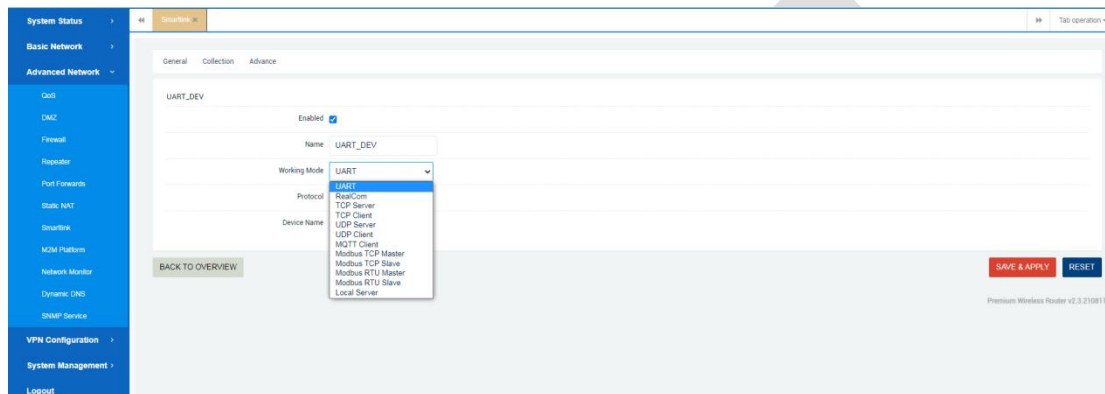 System Status
Basic Network
Advanced Network
QoS
DMZ
Firewall
Repeater
Port Forwards
Static NAT
Smartlink
M2M Platform
Network Monitor
Dynamic DNS
SNMP Service
VPN Configuration
System Management
Logout
Smartlink
Tab operation
General Collection Advance
UART_DEV
Enabled
Name UART_DEV
Working Mode UART
UART
RealCom
TCP Server
TCP Client
UDP Server
UDP Client
MQTT Client
Modbus TCP Master
Modbus TCP Slave
Modbus RTU Master
Modbus RTU Slave
Local Server
Protocol
Device Name
BACK TO OVERVIEW
SAVE & APPLY RESET
Premium Wireless Router v2.3.210811